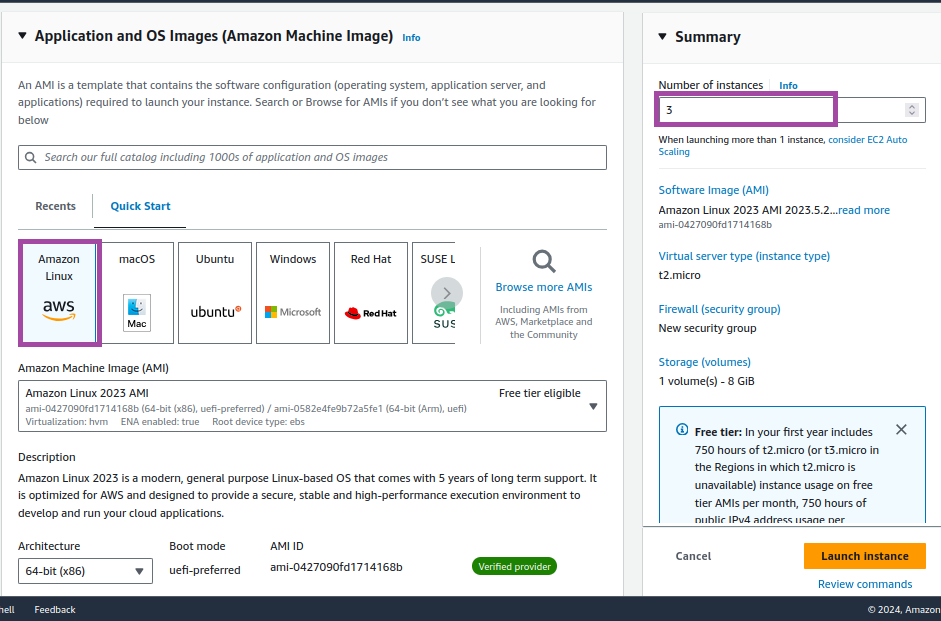 Application and OS Images (Amazon Machine Image) Info
An AMI is a template that contains the software configuration (operating system, application server, and
applications) required to launch your instance. Search or Browse for AMIs if you don't see what you are looking for
below
Search our full catalog including 1000s of application and OS images
Recents
Quick Start
Amazon
Linux
aws
macOS
Mac
Ubuntu
ubuntu
Windows
Microsoft
Red Hat
Red Hat
SUSE L
SUS
Browse more AMIs
Including AMIs from
AWS, Marketplace and
the Community
Amazon Machine Image (AMI)
Amazon Linux 2023 AMI
Free tier eligible
ami-0427090fd1714168b (64-bit (x86), uefi-preferred) / ami-0582e4fe9b72a5fe1 (64-bit (Arm), uefi)
Virtualization: hvm ENA enabled: true Root device type: ebs
Description
Amazon Linux 2023 is a modern, general purpose Linux-based OS that comes with 5 years of long term support. It
is optimized for AWS and designed to provide a secure, stable and high-performance execution environment to
develop and run your cloud applications.
Architecture
64-bit (x86)
Boot mode
uefi-preferred
AMI ID
ami-0427090fd1714168b
Verified provider
Summary
Number of instances Info
3
When launching more than 1 instance, consider EC2 Auto
Scaling
Software Image (AMI)
Amazon Linux 2023 AMI 2023.5.2...read more
ami-0427090fd1714168b
Virtual server type (instance type)
t2.micro
Firewall (security group)
New security group
Storage (volumes)
1 volume(s) - 8 GiB
Free tier: In your first year includes
750 hours of t2.micro (or t3.micro in
the Regions in which t2.micro is
unavailable) instance usage on free
tier AMIs per month, 750 hours of
public IPv4 address usage per
Cancel
Launch instance
Review commands
hell
Feedback
© 2024, Amazon